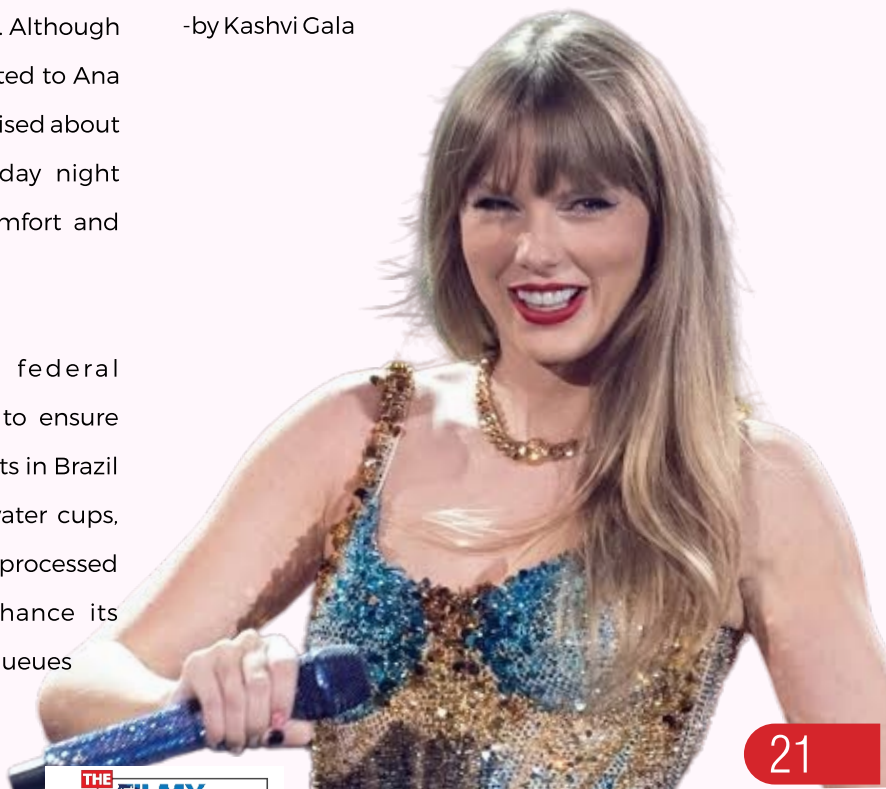 . Although
ted to Ana
ised about
day night
mfort and
federal
to ensure
ts in Brazil
ater cups,
processed
hance its
ueues
-by Kashvi Gala
THE
21